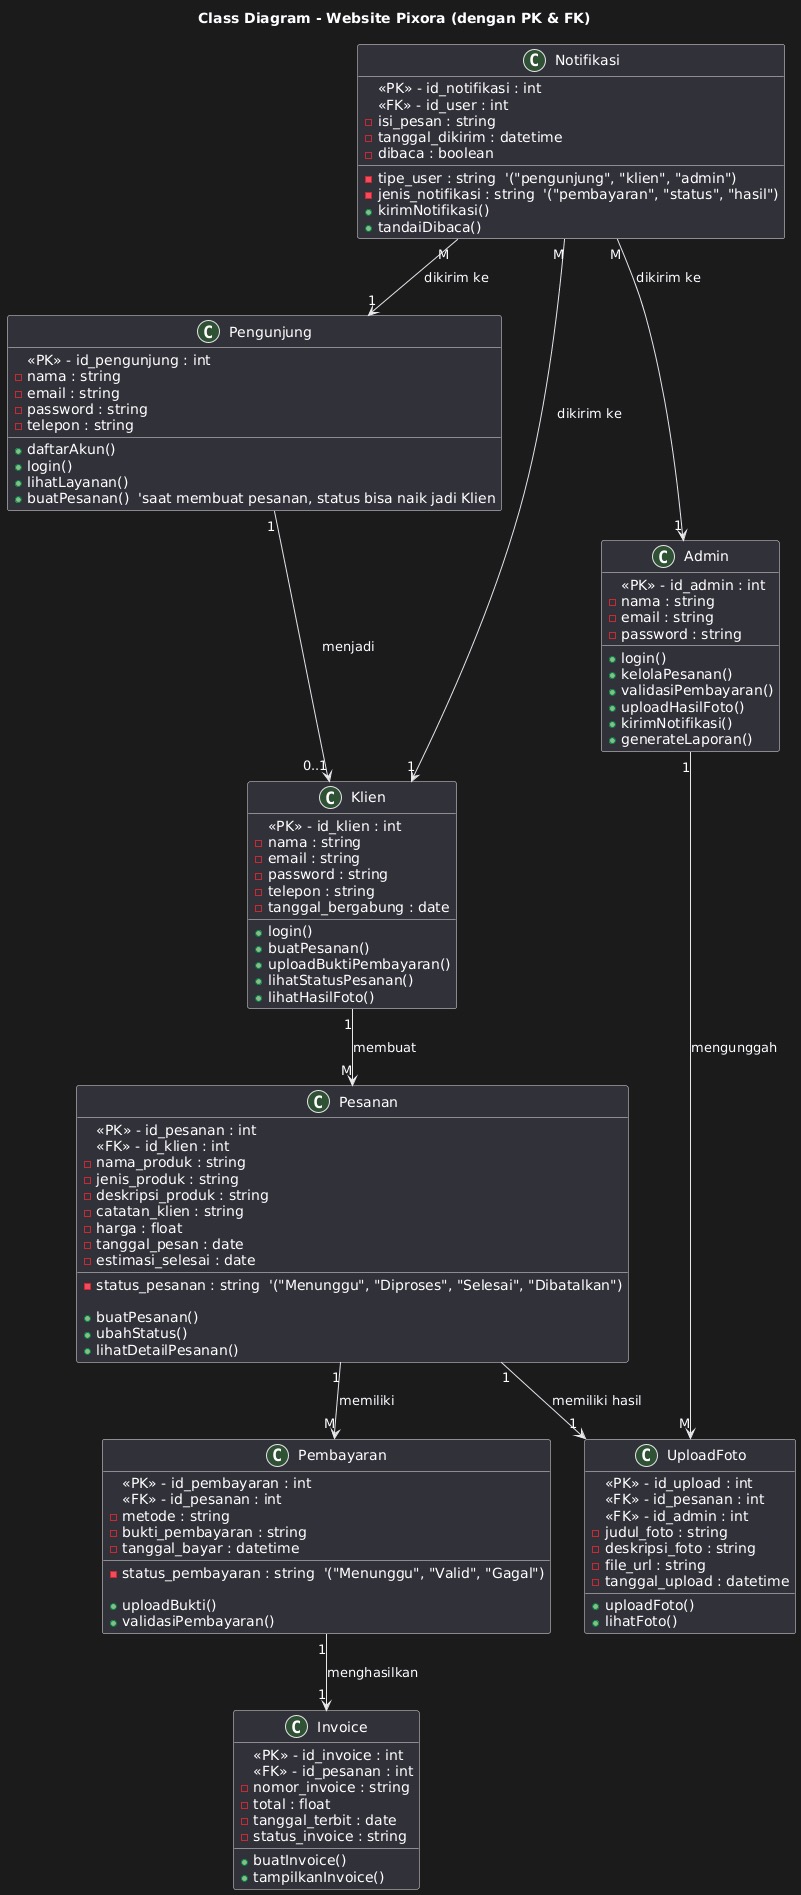 Class Diagram - Website Pixora (dengan PK & FK)
C Notifikasi
«PK» - id_notifikasi : int
«FK» - id_user : int
isi_pesan : string
tanggal_dikirim : datetime
dibaca : boolean
tipe_user : string  '("pengunjung", "klien", "admin")
jenis_notifikasi : string  '("pembayaran", "status", "hasil")
kirimNotifikasi()
tandaiDibaca()
M
M
M
dikirim ke
dikirim ke
1
C Pengunjung
«PK» - id_pengunjung : int
nama : string
email : string
password : string
telepon : string
daftarAkun()
login()
lihatLayanan()
buatPesanan()  'saat membuat pesanan, status bisa naik jadi Klien
dikirim ke
1
1
C Admin
«PK» - id_admin : int
nama : string
email : string
password : string
login()
kelolaPesanan()
validasiPembayaran()
uploadHasilFoto()
kirimNotifikasi()
generateLaporan()
menjadi
0..1
1
1
C Klien
«PK» - id_klien : int
nama : string
email : string
password : string
telepon : string
tanggal_bergabung : date
login()
buatPesanan()
uploadBuktiPembayaran()
lihatStatusPesanan()
lihatHasilFoto()
1
membuat
mengunggah
M
C Pesanan
«PK» - id_pesanan : int
«FK» - id_klien : int
nama_produk : string
jenis_produk : string
deskripsi_produk : string
catatan_klien : string
harga : float
tanggal_pesan : date
estimasi_selesai : date
status_pesanan : string  '("Menunggu", "Diproses", "Selesai", "Dibatalkan")
buatPesanan()
ubahStatus()
lihatDetailPesanan()
1
1
memiliki
memiliki hasil
M
1
M
C Pembayaran
«PK» - id_pembayaran : int
«FK» - id_pesanan : int
metode : string
bukti_pembayaran : string
tanggal_bayar : datetime
status_pembayaran : string  '("Menunggu", "Valid", "Gagal")
uploadBukti()
validasiPembayaran()
C UploadFoto
«PK» - id_upload : int
«FK» - id_pesanan : int
«FK» - id_admin : int
judul_foto : string
deskripsi_foto : string
file_url : string
tanggal_upload : datetime
uploadFoto()
lihatFoto()
1
menghasilkan
1
C Invoice
«PK» - id_invoice : int
«FK» - id_pesanan : int
nomor_invoice : string
total : float
tanggal_terbit : date
status_invoice : string
buatInvoice()
tampilkanInvoice()